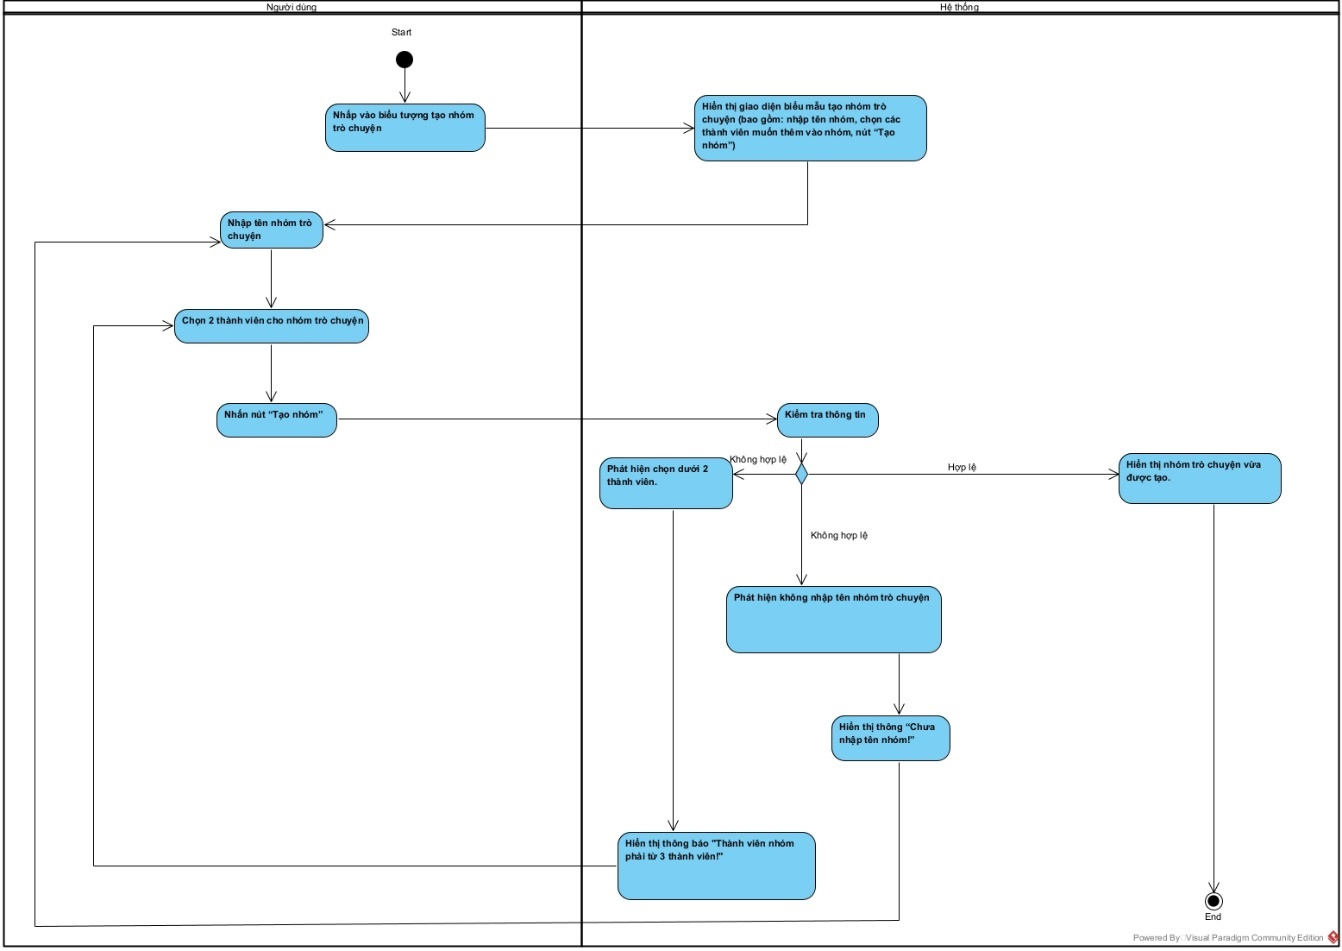 Người dùng
Hệ thống
Start
Nhấp vào biểu tượng tạo nhóm
trò chuyện
Hiển thị giao diện biểu mẫu tạo nhóm trò
chuyện (bao gồm: nhập tên nhóm, chọn các
thành viên muốn thêm vào nhóm, nút “Tạo
nhóm”)
Nhập tên nhóm trò
chuyện
Chọn 2 thành viên cho nhóm trò chuyện
Nhấn nút “Tạo nhóm”
Kiểm tra thông tin
Không hợp lệ
Phát hiện chọn dưới 2
thành viên.
Hợp lệ
Hiển thị nhóm trò chuyện vừa
được tạo.
Không hợp lệ
Phát hiện không nhập tên nhóm trò chuyện
Hiển thị thông “Chưa
nhập tên nhóm!”
Hiển thị thông báo "Thành viên nhóm
phải từ 3 thành viên!"
End
Powered By Visual Paradigm Community Edition